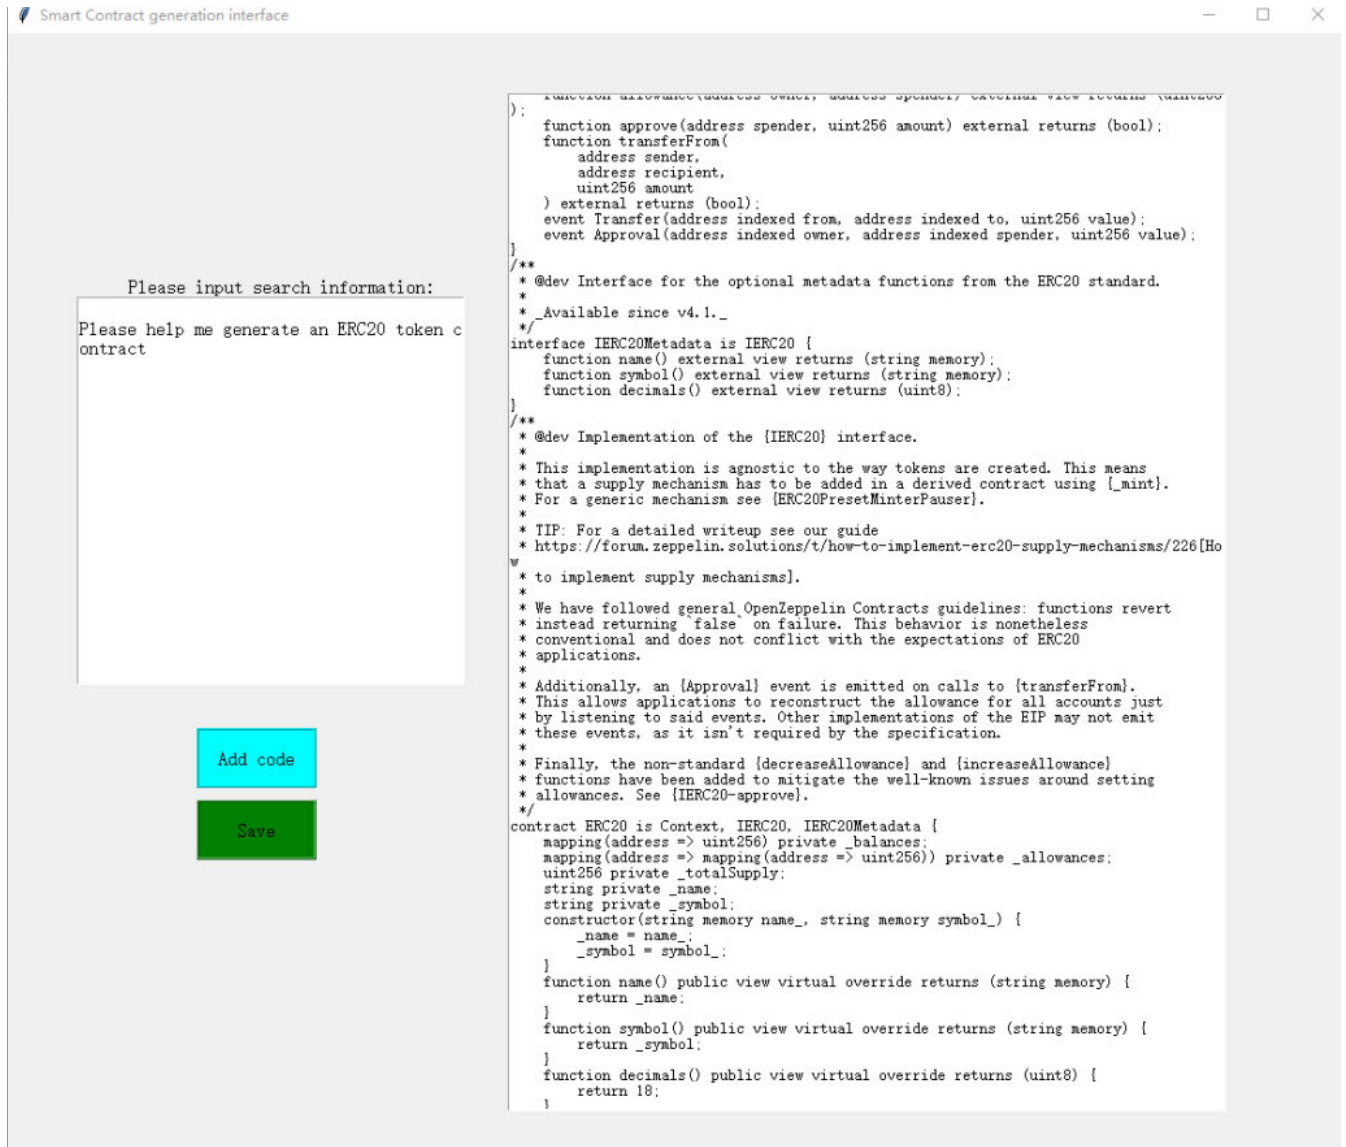 Smart Contract generation interface
Please input search information:
Please help me generate an ERC20 token c
ontract
Add code
Save
    function allowance(address owner, address spender) external view returns (uint256
);
    function approve(address spender, uint256 amount) external returns (bool);
    function transferFrom(
        address sender,
        address recipient,
        uint256 amount
    ) external returns (bool);
    event Transfer(address indexed from, address indexed to, uint256 value);
    event Approval(address indexed owner, address indexed spender, uint256 value);
}
/**
 * @dev Interface for the optional metadata functions from the ERC20 standard.
 *
 * _Available since v4.1._
 */
interface IERC20Metadata is IERC20 {
    function name() external view returns (string memory);
    function symbol() external view returns (string memory);
    function decimals() external view returns (uint8);
}
/**
 * @dev Implementation of the {IERC20} interface.
 *
 * This implementation is agnostic to the way tokens are created. This means
 * that a supply mechanism has to be added in a derived contract using {_mint}.
 * For a generic mechanism see {ERC20PresetMinterPauser}.
 *
 * TIP: For a detailed writeup see our guide
 * https://forum.zeppelin.solutions/t/how-to-implement-erc20-supply-mechanisms/226[Ho
w
 * to implement supply mechanisms].
 *
 * We have followed general OpenZeppelin Contracts guidelines: functions revert
 * instead returning `false` on failure. This behavior is nonetheless
 * conventional and does not conflict with the expectations of ERC20
 * applications.
 *
 * Additionally, an {Approval} event is emitted on calls to {transferFrom}.
 * This allows applications to reconstruct the allowance for all accounts just
 * by listening to said events. Other implementations of the EIP may not emit
 * these events, as it isn't required by the specification.
 *
 * Finally, the non-standard {decreaseAllowance} and {increaseAllowance}
 * functions have been added to mitigate the well-known issues around setting
 * allowances. See {IERC20-approve}.
 */
contract ERC20 is Context, IERC20, IERC20Metadata {
    mapping(address => uint256) private _balances;
    mapping(address => mapping(address => uint256)) private _allowances;
    uint256 private _totalSupply;
    string private _name;
    string private _symbol;
    constructor(string memory name_, string memory symbol_) {
        _name = name_;
        _symbol = symbol_;
    }
    function name() public view virtual override returns (string memory) {
        return _name;
    }
    function symbol() public view virtual override returns (string memory) {
        return _symbol;
    }
    function decimals() public view virtual override returns (uint8) {
        return 18;
    }